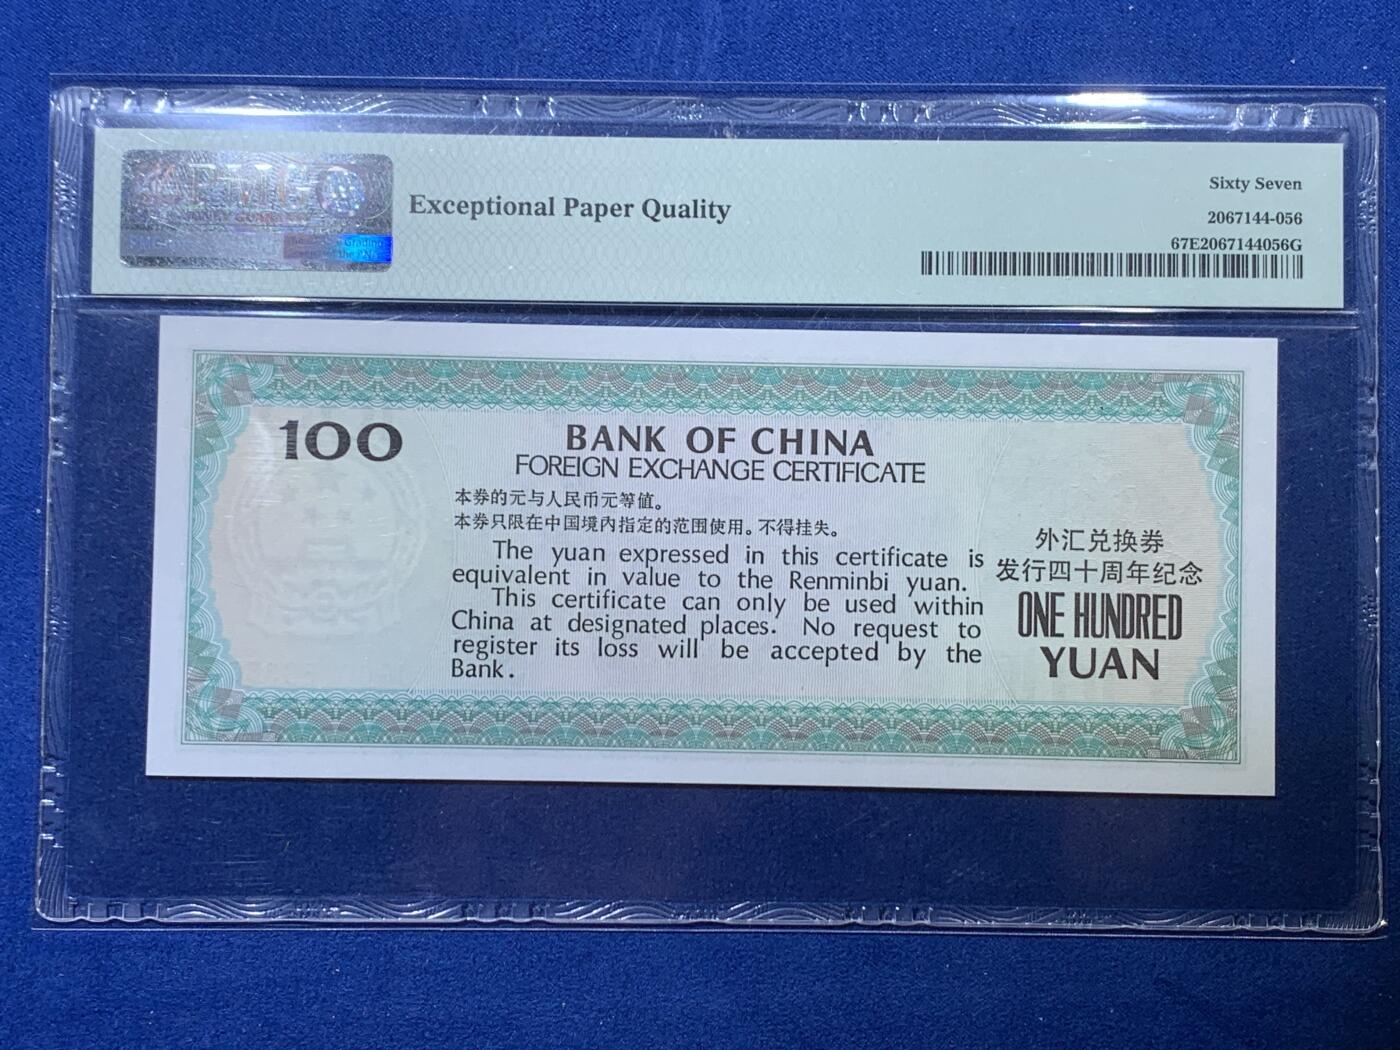 PMG
Exceptional Paper Quality
Sixty Seven
2067144-056
67E2067144056G
100
BANK OF CHINA
FOREIGN EXCHANGE CERTIFICATE
本券的元与人民币元等值。
本券只限在中国境内指定的范围使用。不得挂失。
The yuan expressed in this certificate is
equivalent in value to the Renminbi yuan.
This certificate can only be used within
China at designated places. No request to
register its loss will be accepted by the
Bank.
外汇兑换券
发行四十周年纪念
ONE HUNDRED
YUAN